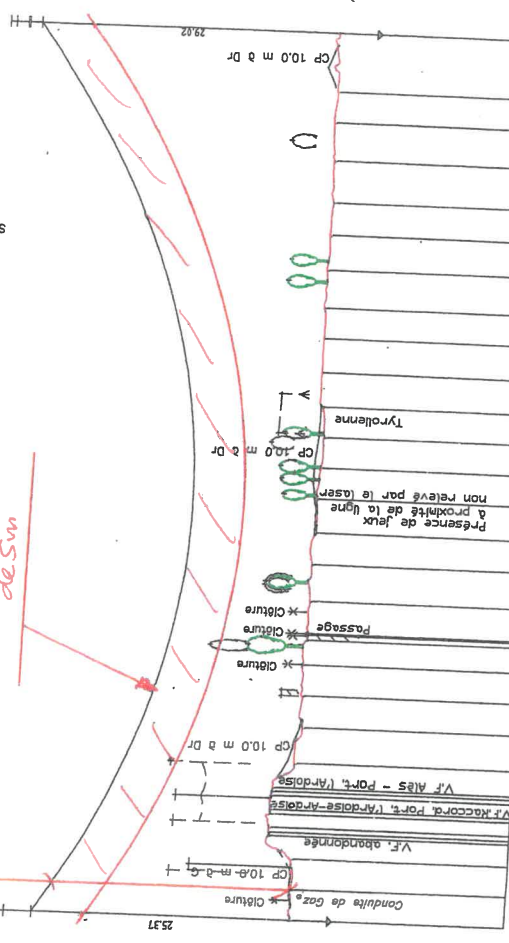 29.02
CP 10.0 m à Dr
s
Tyrolienne
CP 10.0 m à Dr
Présence de jeux
à proximité de la ligne
non relevé par le laser
de 5m
Clôture
Clôture
Passage
Clôture
CP 10.0 m à Dr
V.F. Alès - Port. l'Ardoise
V.F.Raccord. Port. l'Ardoise-Ardoise
V.F. abandonnée
CP 10.0 m à G
Conduite de Gaz
Clôture
25.37